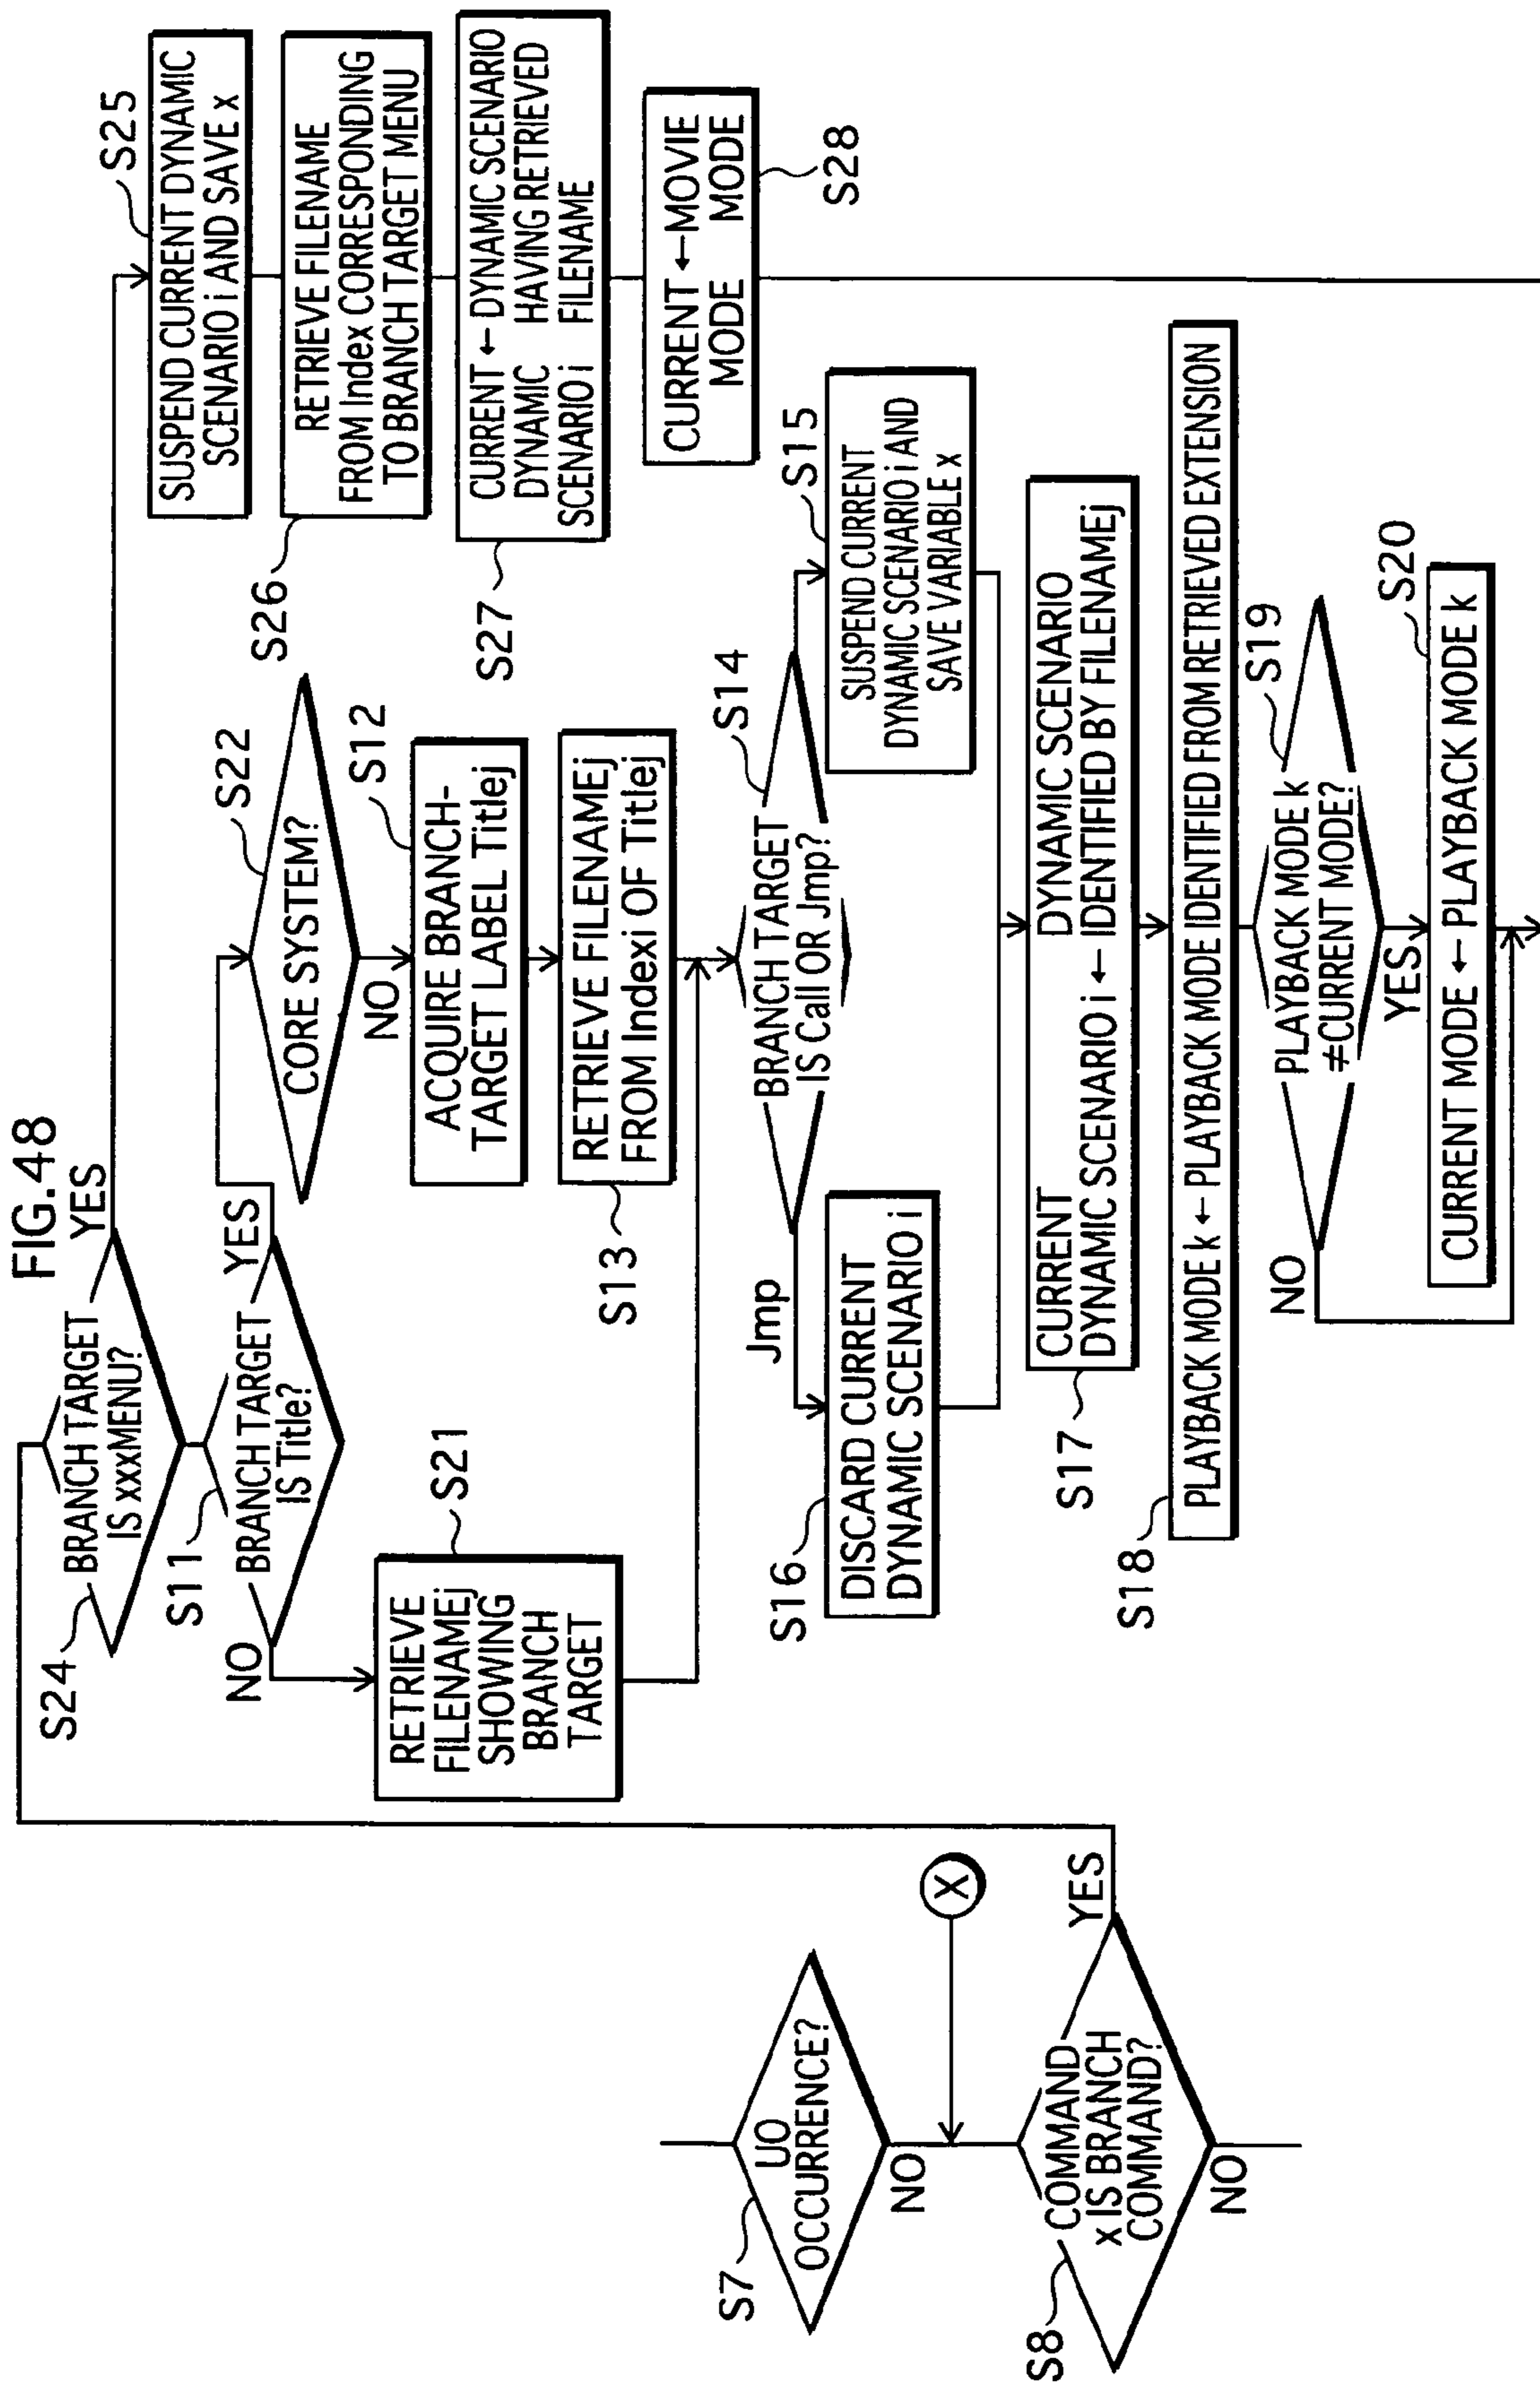 FIG.48
S7
UO
OCCURRENCE?
NO
X
S8
COMMAND
x IS BRANCH
COMMAND?
YES
NO
S24
BRANCH TARGET
IS xxxMENU?
YES
S11
BRANCH TARGET
IS Title?
YES
NO
S21
RETRIEVE
FILENAMEj
SHOWING
BRANCH
TARGET
S22
CORE SYSTEM?
NO
S12
ACQUIRE BRANCH-
TARGET LABEL Titlej
S13
RETRIEVE FILENAMEj
FROM Indexi OF Titlej
S14
BRANCH TARGET
IS Call OR Jmp?
Jmp
S16
DISCARD CURRENT
DYNAMIC SCENARIO i
S15
SUSPEND CURRENT
DYNAMIC SCENARIO i AND
SAVE VARIABLE x
S17
CURRENT DYNAMIC SCENARIO
DYNAMIC SCENARIO i ← IDENTIFIED BY FILENAMEj
S18
PLAYBACK MODE k ← PLAYBACK MODE IDENTIFIED FROM RETRIEVED EXTENSION
S19
PLAYBACK MODE k
≠CURRENT MODE?
NO
YES
S20
CURRENT MODE ← PLAYBACK MODE k
S25
SUSPEND CURRENT DYNAMIC
SCENARIO i AND SAVE x
S26
RETRIEVE FILENAME
FROM Index CORRESPONDING
TO BRANCH TARGET MENU
S27
CURRENT ← DYNAMIC SCENARIO
DYNAMIC HAVING RETRIEVED
SCENARIO i FILENAME
S28
CURRENT ← MOVIE
MODE MODE